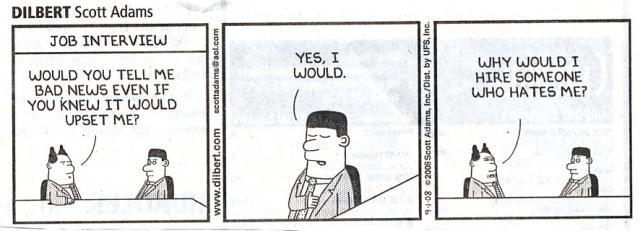 DILBERT Scott Adams
JOB INTERVIEW
WOULD YOU TELL ME
BAD NEWS EVEN IF
YOU KNEW IT WOULD
UPSET ME?
www.dilbert.com scottadams@aol.com
YES, I
WOULD.
9-1-08 ©2008 Scott Adams, Inc./Dist. by UFS, Inc.
WHY WOULD I
HIRE SOMEONE
WHO HATES ME?